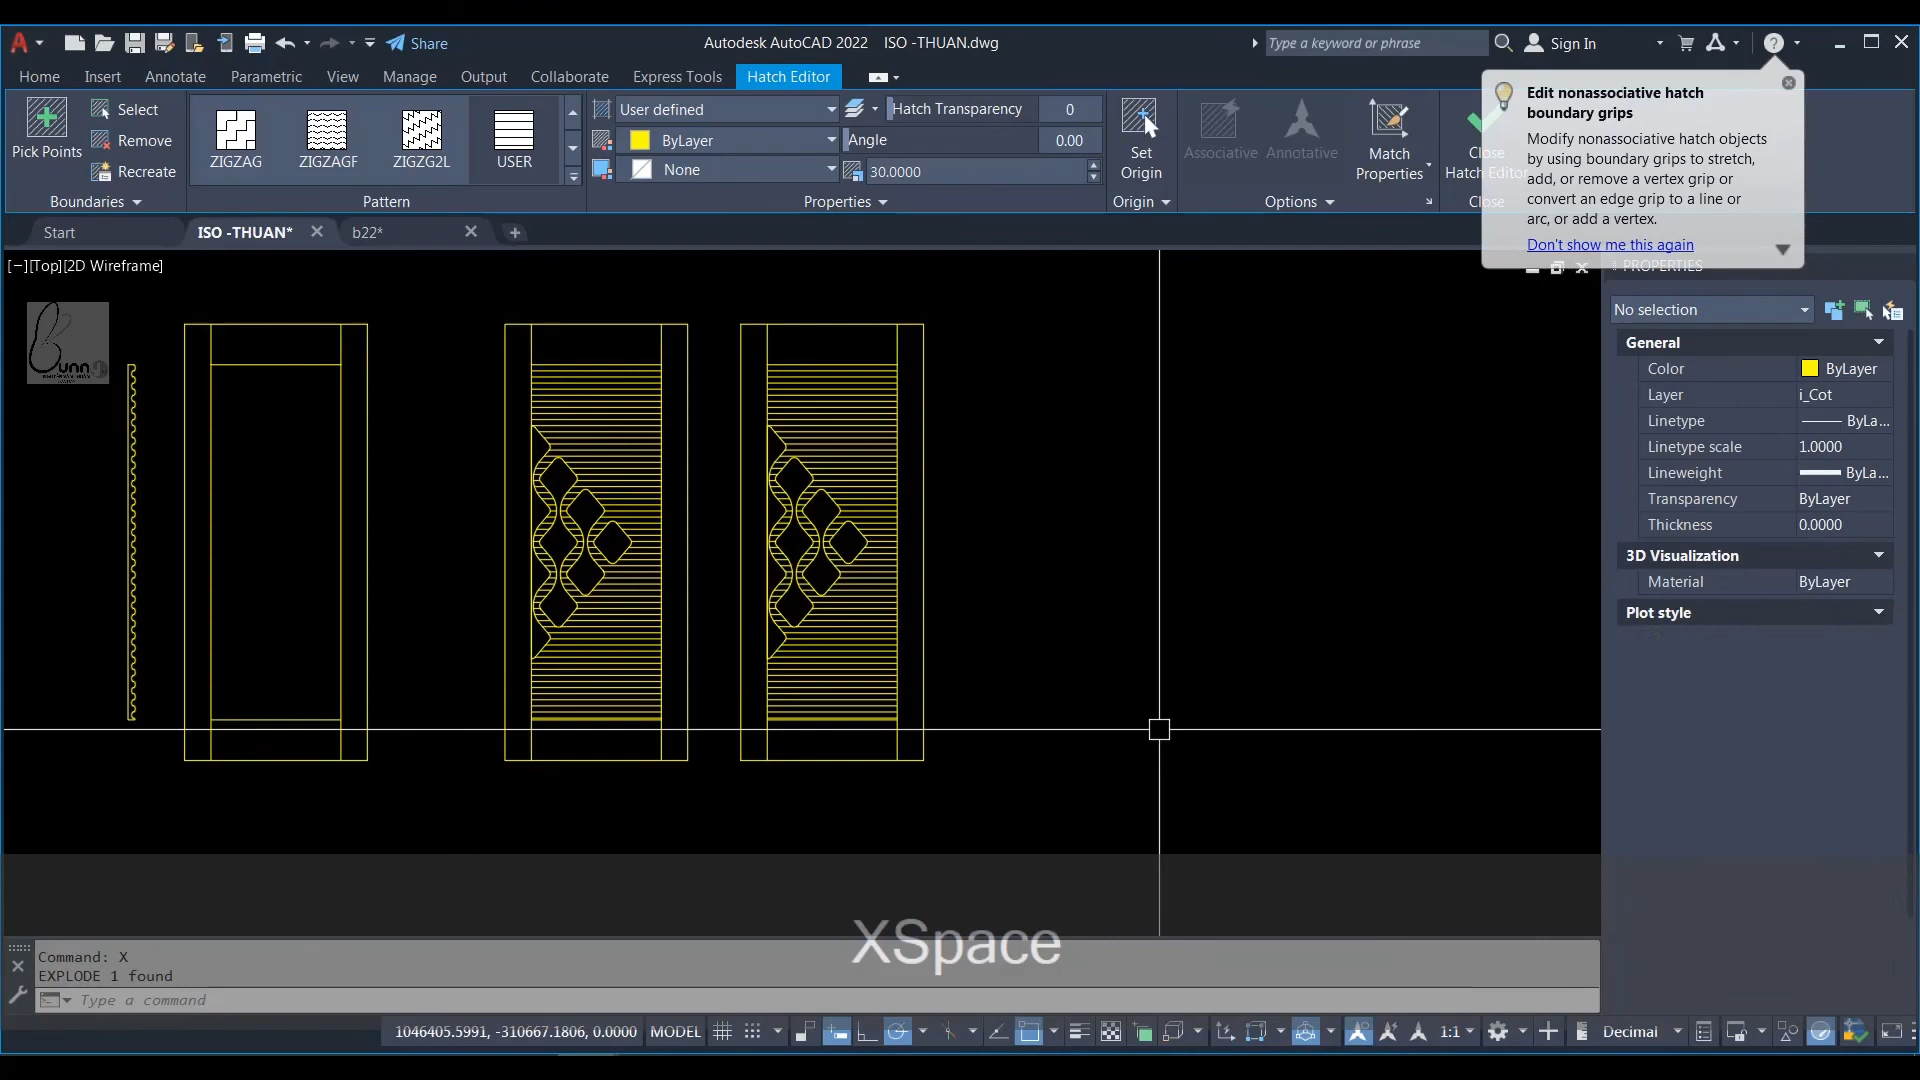 Share
Autodesk AutoCAD 2022 ISO -THUAN.dwg
Type a keyword or phrase
Sign In
Home Insert Annotate Parametric View Manage Output Collaborate Express Tools Hatch Editor
Pick Points
Select
Remove
Recreate
Boundaries
ZIGZAG ZIGZAGF ZIGZG2L USER
Pattern
User defined
ByLayer
None
Hatch Transparency 0
Angle 0.00
30.0000
Properties
Set
Origin
Origin
Associative Annotative
Match
Properties
Options
Close
Hatch Editor
Close
Edit nonassociative hatch
boundary grips
Modify nonassociative hatch objects
by using boundary grips to stretch,
add, or remove a vertex grip or
convert an edge grip to a line or
arc, or add a vertex.
Don't show me this again
Start ISO -THUAN* b22*
[−][Top][2D Wireframe]
PROPERTIES
No selection
General
Color ByLayer
Layer i_Cot
Linetype ByLa...
Linetype scale 1.0000
Lineweight ByLa...
Transparency ByLayer
Thickness 0.0000
3D Visualization
Material ByLayer
Plot style
XSpace
Command: X
EXPLODE 1 found
Type a command
1046405.5991, -310667.1806, 0.0000 MODEL 1:1 Decimal